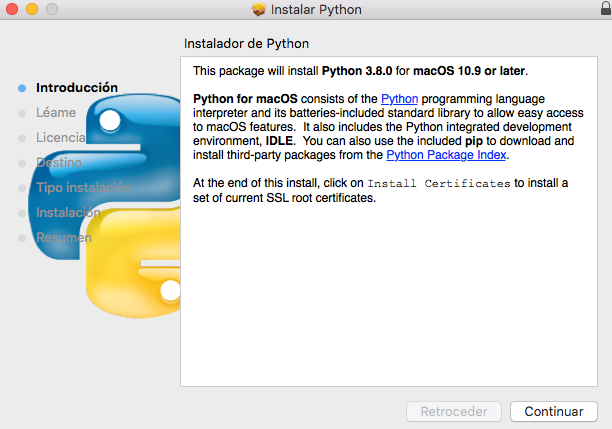 Instalar Python
Instalador de Python
Introducción
Léame
Licencia
Destino
Tipo instalación
Instalación
Resumen
This package will install Python 3.8.0 for macOS 10.9 or later.
Python for macOS consists of the Python programming language
interpreter and its batteries-included standard library to allow easy access
to macOS features. It also includes the Python integrated development
environment, IDLE. You can also use the included pip to download and
install third-party packages from the Python Package Index.
At the end of this install, click on Install Certificates to install a
set of current SSL root certificates.
Retroceder
Continuar